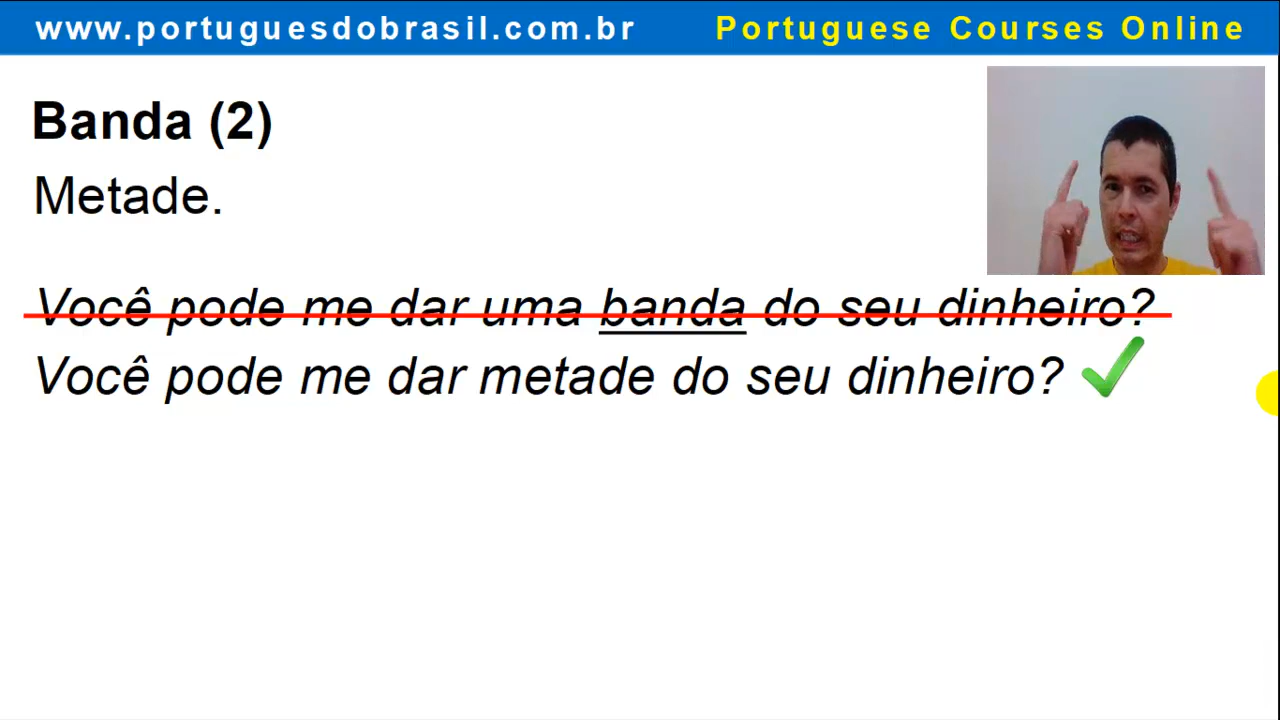 www.portuguesdobrasil.com.br Portuguese Courses Online
Banda (2)
Metade.
Você pode me dar uma banda do seu dinheiro?
Você pode me dar metade do seu dinheiro?